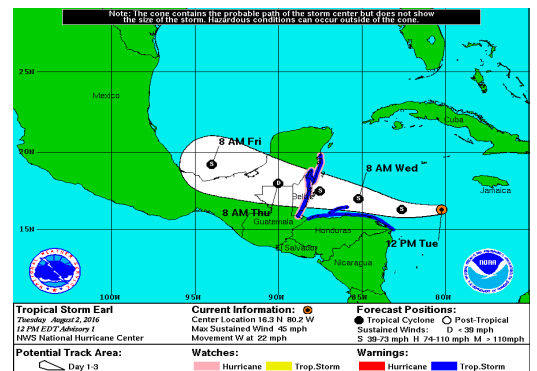 Note: The cone contains the probable path of the storm center but does not show
the size of the storm. Hazardous conditions can occur outside of the cone.
25N
Mexico
Cuba
8 AM Fri
20N
8 AM Wed
S
D
S
S
S
Belize
Jamaica
8 AM Thu
Guatemala
Honduras
12 PM Tue
15N
El Salvador
Nicaragua
NOAA
100W
95W
90W
85W
80W
Tropical Storm Earl
Tuesday August 2, 2016
12 PM EDT Advisory 1
NWS National Hurricane Center
Current Information:
Center Location 16.3 N 80.2 W
Max Sustained Wind 45 mph
Movement W at 22 mph
Forecast Positions:
Tropical Cyclone Post-Tropical
Sustained Winds: D < 39 mph
S 39-73 mph H 74-110 mph M > 110mph
Potential Track Area:
Day 1-3
Watches:
Hurricane Trop.Storm
Warnings:
Hurricane Trop.Storm